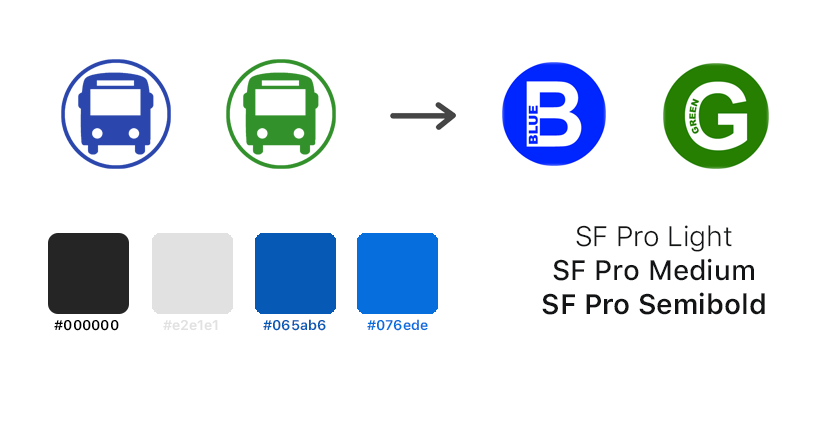 BLUE
B
GREEN
G
#000000
#e2e1e1
#065ab6
#076ede
SF Pro Light
SF Pro Medium
SF Pro Semibold